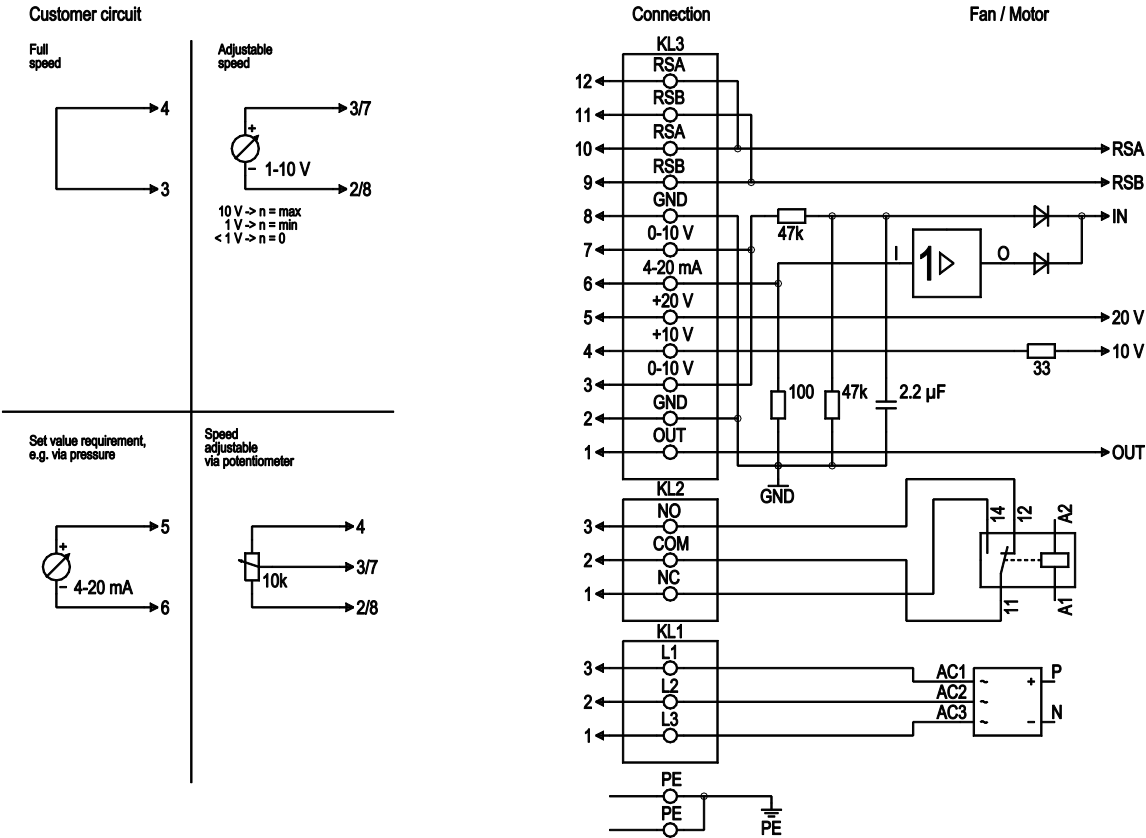 Customer circuit
Connection
Fan / Motor
Full
speed
4
3
Adjustable
speed
3/7
+
1-10 V
−
2/8
10 V -> n = max
1 V -> n = min
< 1 V -> n = 0
Set value requirement,
e.g. via pressure
5
+
4-20 mA
−
6
Speed
adjustable
via potentiometer
4
3/7
10k
2/8
KL3
RSA
12
RSB
11
RSA
10
RSA
RSB
9
RSB
GND
8
IN
47k
0-10 V
7
I
1
O
4-20 mA
6
+20 V
5
20 V
+10 V
4
10 V
33
0-10 V
3
100
47k
2.2 µF
GND
2
OUT
1
OUT
GND
KL2
NO
3
COM
2
NC
1
14
12
A2
11
A1
KL1
L1
3
L2
2
L3
1
AC1
~
+
P
AC2
~
AC3
~
−
N
PE
PE
PE